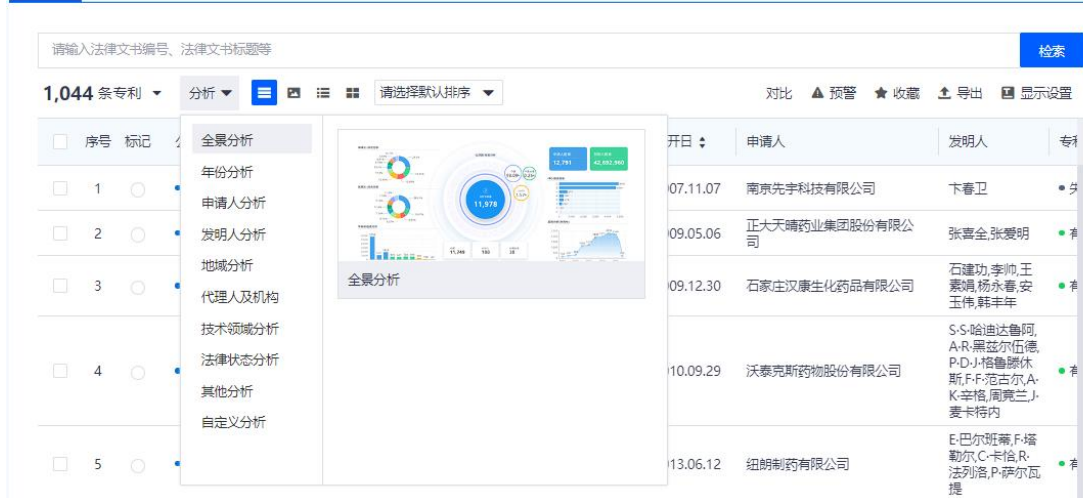 请输入法律文书编号、法律文书标题等
检索
1,044 条专利 分析 请选择默认排序 对比 预警 收藏 导出 显示设置
序号 标记 开日 申请人 发明人
全景分析
年份分析
申请人分析
发明人分析
地域分析
代理人及机构
技术领域分析
法律状态分析
其他分析
自定义分析
12,791
42,692,960
11,978
全景分析
1 07.11.07 南京先宇科技有限公司 卞春卫
2 09.05.06 正大天晴药业集团股份有限公
司 张喜全,张爱明
3 09.12.30 石家庄汉康生化药品有限公司 石建功,李帅,王
素娟,杨永春,安
玉伟,韩丰年
4 10.09.29 沃泰克斯药物股份有限公司 S·S·哈迪达鲁阿,
A·R·黑兹尔伍德,
P·D·J·格鲁滕休
斯,F·F·范古尔,A·
K·辛格,周竟兰,J·
麦卡特内
5 13.06.12 纽朗制药有限公司 E·巴尔班蒂,F·塔
勒尔,C·卡恰,R·
法列洛,P·萨尔瓦
提